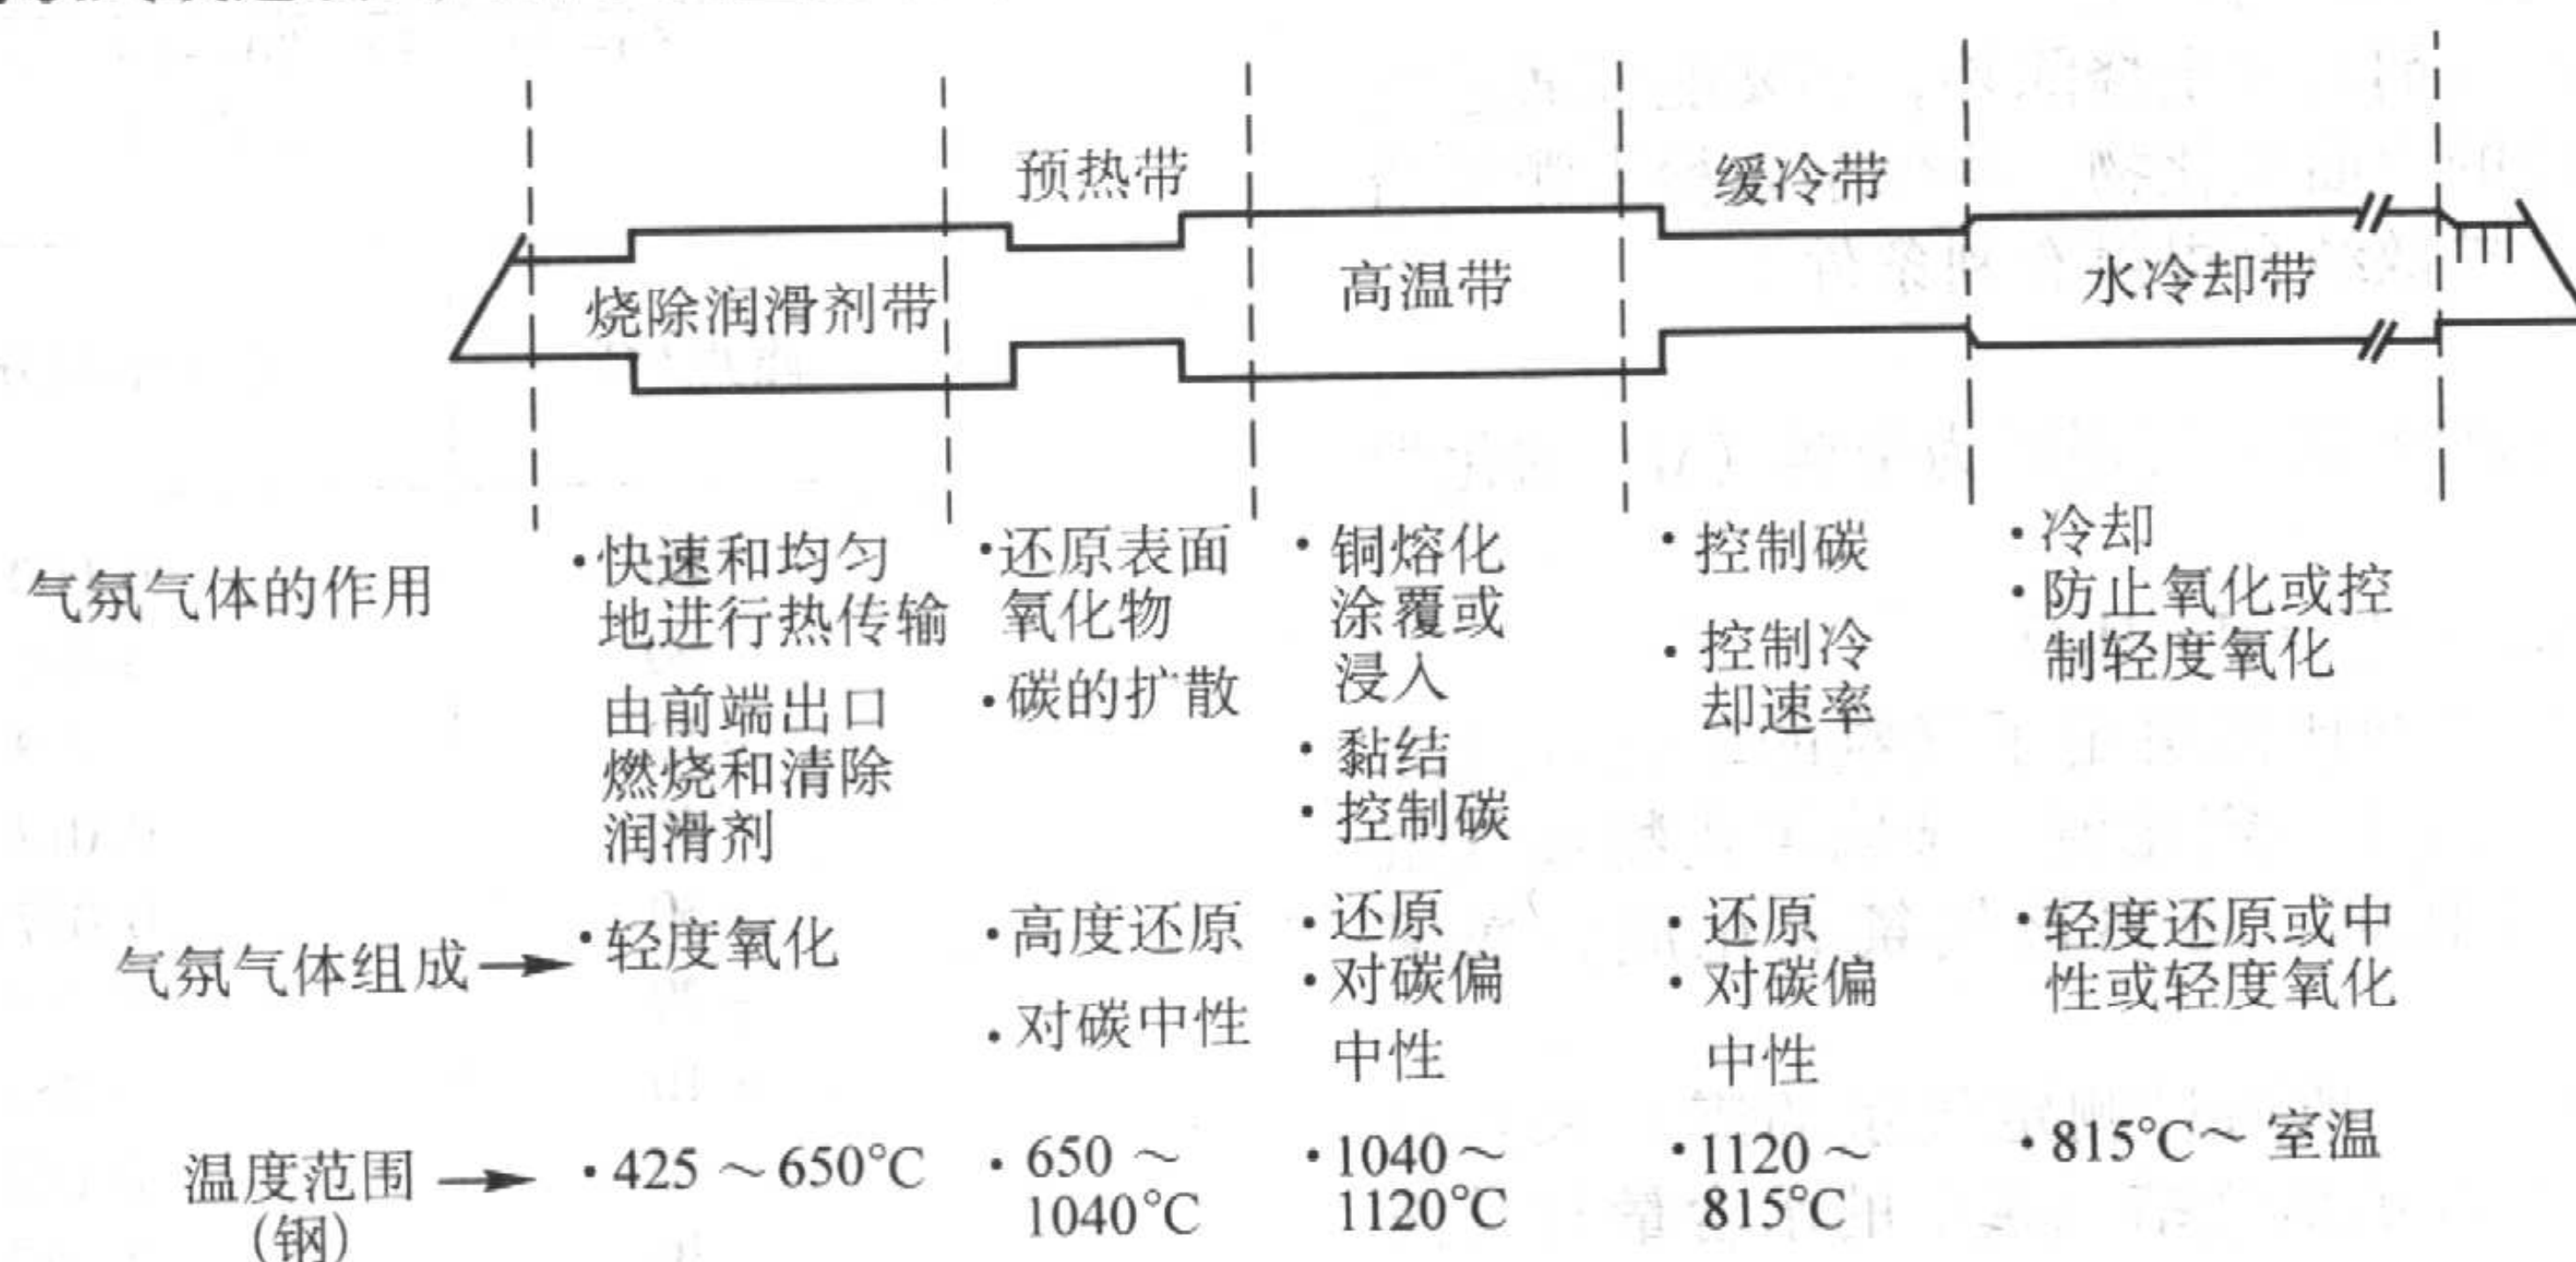 预热带
缓冷带
烧除润滑剂带
高温带
水冷却带
气氛气体的作用
·快速和均匀
地进行热传输
由前端出口
燃烧和清除
润滑剂
·还原表面
氧化物
·碳的扩散
·铜熔化
涂覆或
浸入
·黏结
·控制碳
·控制碳
·控制冷
却速率
·冷却
·防止氧化或控
制轻度氧化
气氛气体组成
·轻度氧化
·高度还原
·对碳中性
·还原
·对碳偏
中性
·还原
·对碳偏
中性
·轻度还原或中
性或轻度氧化
温度范围
(钢)
·425～650℃
·650～
1040℃
·1040～
1120℃
·1120～
815℃
·815℃～室温